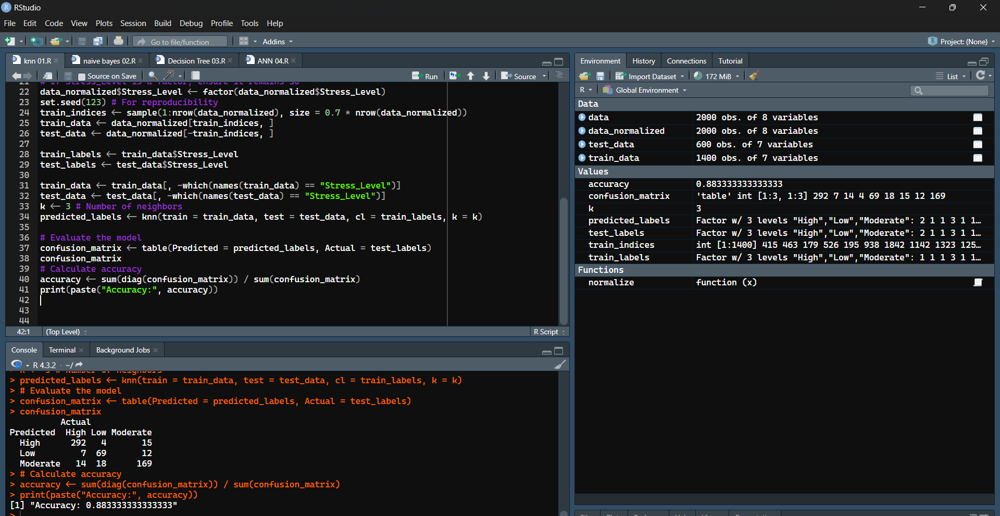 RStudio
File Edit Code View Plots Session Build Debug Profile Tools Help
Go to file/function Addins Project: (None)
knn 01.R naive bayes 02.R Decision Tree 03.R ANN 04.R
Source on Save Run Source
21 # If Stress_Level is a factor, ensure it remains so
22 data_normalized$Stress_Level <- factor(data_normalized$Stress_Level)
23 set.seed(123) # For reproducibility
24 train_indices <- sample(1:nrow(data_normalized), size = 0.7 * nrow(data_normalized))
25 train_data <- data_normalized[train_indices, ]
26 test_data <- data_normalized[-train_indices, ]
27
28 train_labels <- train_data$Stress_Level
29 test_labels <- test_data$Stress_Level
30
31 train_data <- train_data[, -which(names(train_data) == "Stress_Level")]
32 test_data <- test_data[, -which(names(test_data) == "Stress_Level")]
33 k <- 3 # Number of neighbors
34 predicted_labels <- knn(train = train_data, test = test_data, cl = train_labels, k = k)
35
36 # Evaluate the model
37 confusion_matrix <- table(Predicted = predicted_labels, Actual = test_labels)
38 confusion_matrix
39 # Calculate accuracy
40 accuracy <- sum(diag(confusion_matrix)) / sum(confusion_matrix)
41 print(paste("Accuracy:", accuracy))
42
43
44
42:1 (Top Level) R Script
Console Terminal Background Jobs
R 4.3.2 · ~/
> k <- 3 # Number of neighbors
> predicted_labels <- knn(train = train_data, test = test_data, cl = train_labels, k = k)
> # Evaluate the model
> confusion_matrix <- table(Predicted = predicted_labels, Actual = test_labels)
> confusion_matrix
Actual
Predicted High Low Moderate
High 292 4 15
Low 7 69 12
Moderate 14 18 169
> # Calculate accuracy
> accuracy <- sum(diag(confusion_matrix)) / sum(confusion_matrix)
> print(paste("Accuracy:", accuracy))
[1] "Accuracy: 0.883333333333333"
>
Environment History Connections Tutorial
Import Dataset 172 MiB List
R Global Environment
Data
data 2000 obs. of 8 variables
data_normalized 2000 obs. of 8 variables
test_data 600 obs. of 7 variables
train_data 1400 obs. of 7 variables
Values
accuracy 0.883333333333333
confusion_matrix 'table' int [1:3, 1:3] 292 7 14 4 69 18 15 12 169
k 3
predicted_labels Factor w/ 3 levels "High","Low","Moderate": 2 1 1 3 1 1…
test_labels Factor w/ 3 levels "High","Low","Moderate": 2 1 1 3 1 1…
train_indices int [1:1400] 415 463 179 526 195 938 1842 1142 1323 125…
train_labels Factor w/ 3 levels "High","Low","Moderate": 1 1 1 3 1 1…
Functions
normalize function (x)